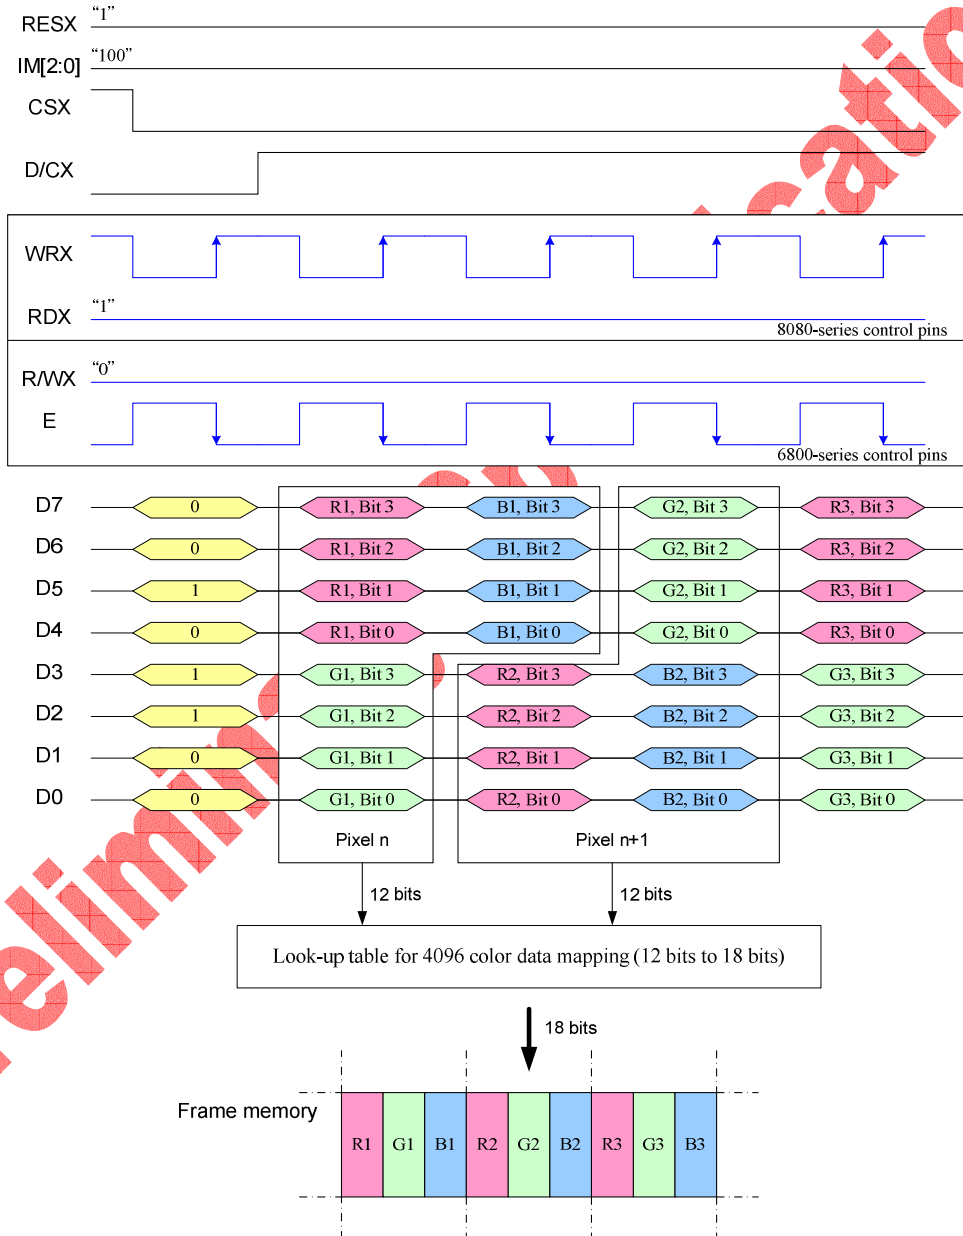 RESX "1"
IM[2:0] "100"
CSX
D/CX
WRX
RDX "1"
8080-series control pins
R/WX "0"
E
6800-series control pins
D7 0 R1, Bit 3 B1, Bit 3 G2, Bit 3 R3, Bit 3
D6 0 R1, Bit 2 B1, Bit 2 G2, Bit 2 R3, Bit 2
D5 1 R1, Bit 1 B1, Bit 1 G2, Bit 1 R3, Bit 1
D4 0 R1, Bit 0 B1, Bit 0 G2, Bit 0 R3, Bit 0
D3 1 G1, Bit 3 R2, Bit 3 B2, Bit 3 G3, Bit 3
D2 1 G1, Bit 2 R2, Bit 2 B2, Bit 2 G3, Bit 2
D1 0 G1, Bit 1 R2, Bit 1 B2, Bit 1 G3, Bit 1
D0 0 G1, Bit 0 R2, Bit 0 B2, Bit 0 G3, Bit 0
Pixel n Pixel n+1
12 bits 12 bits
Look-up table for 4096 color data mapping (12 bits to 18 bits)
18 bits
Frame memory
R1 G1 B1 R2 G2 B2 R3 G3 B3